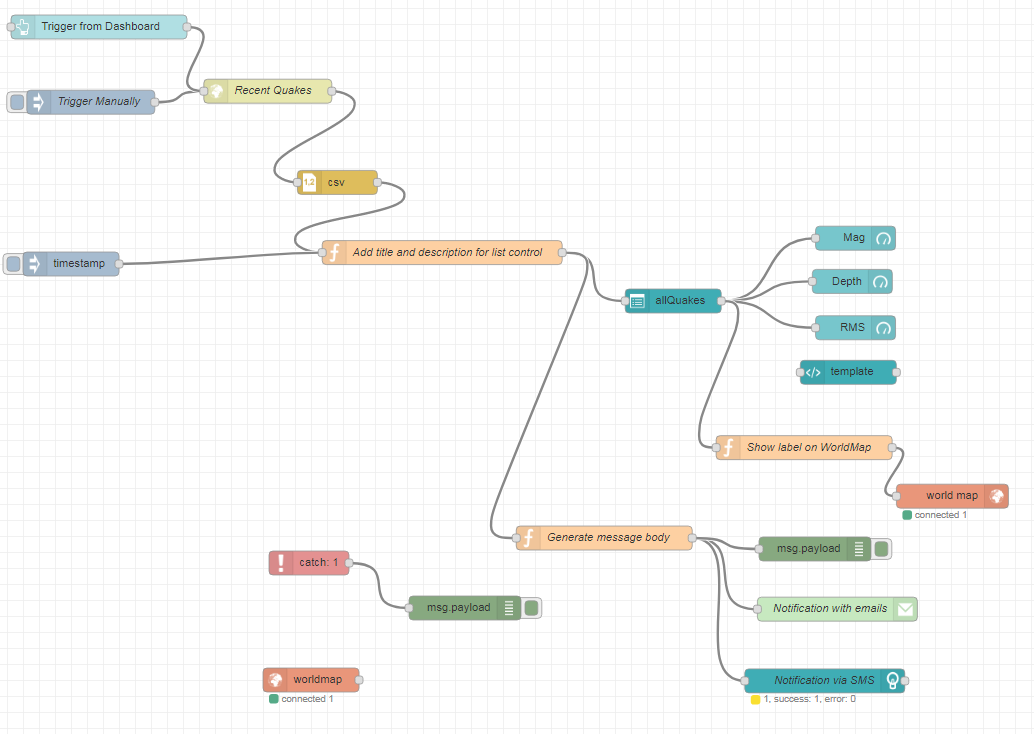 Trigger from Dashboard
Recent Quakes
Trigger Manually
1.2 csv
Mag
Add title and description for list control
timestamp
Depth
allQuakes
RMS
template
Show label on WorldMap
world map
connected 1
Generate message body
msg.payload
catch: 1
msg.payload
Notification with emails
worldmap
Notification via SMS
connected 1
1, success: 1, error: 0